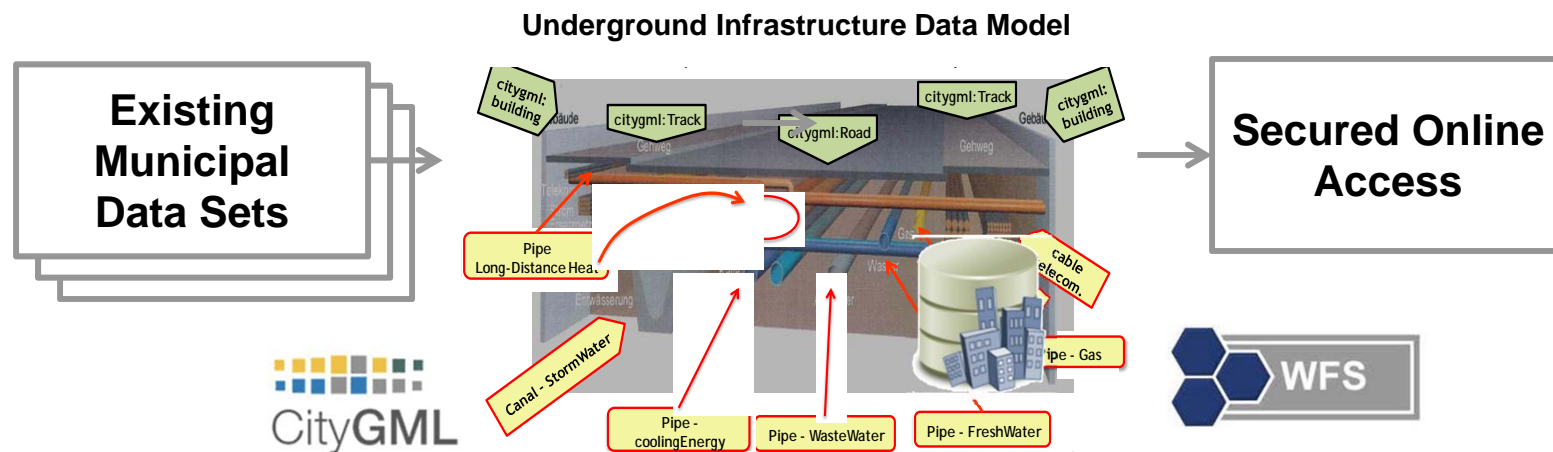 Underground Infrastructure Data Model
Existing
Municipal
Data Sets
citygml:
building
citygml:Track
citygml:Road
citygml:Track
citygml:
building
Gehweg
Gehweg
Pipe
Long-Distance Heat
Gas
Wasser
Entwässerung
cable
telecom.
Canal - StormWater
Pipe -
coolingEnergy
Pipe - WasteWater
Pipe - FreshWater
Pipe - Gas
Secured Online
Access
CityGML
WFS